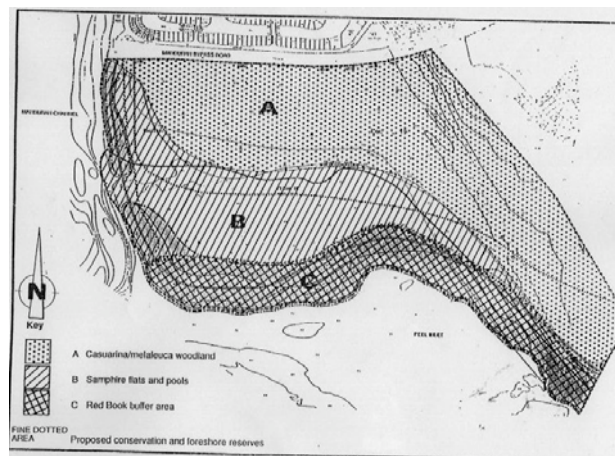 A
B
C
N
PEEL INLET
Key
A Casuarina/melaleuca woodland
B Samphire flats and pools
C Red Book buffer area
FINE DOTTED
AREA Proposed conservation and foreshore reserves